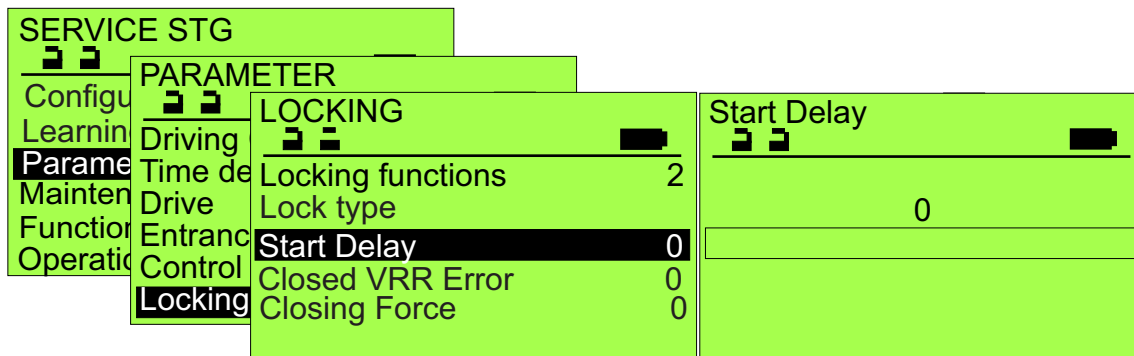 SERVICE STG
Configu
Learnin
Parame
Mainten
Function
Operatio
PARAMETER
Driving
Time de
Drive
Entranc
Control
Locking
LOCKING
Locking functions 2
Lock type
Start Delay 0
Closed VRR Error 0
Closing Force 0
Start Delay
0